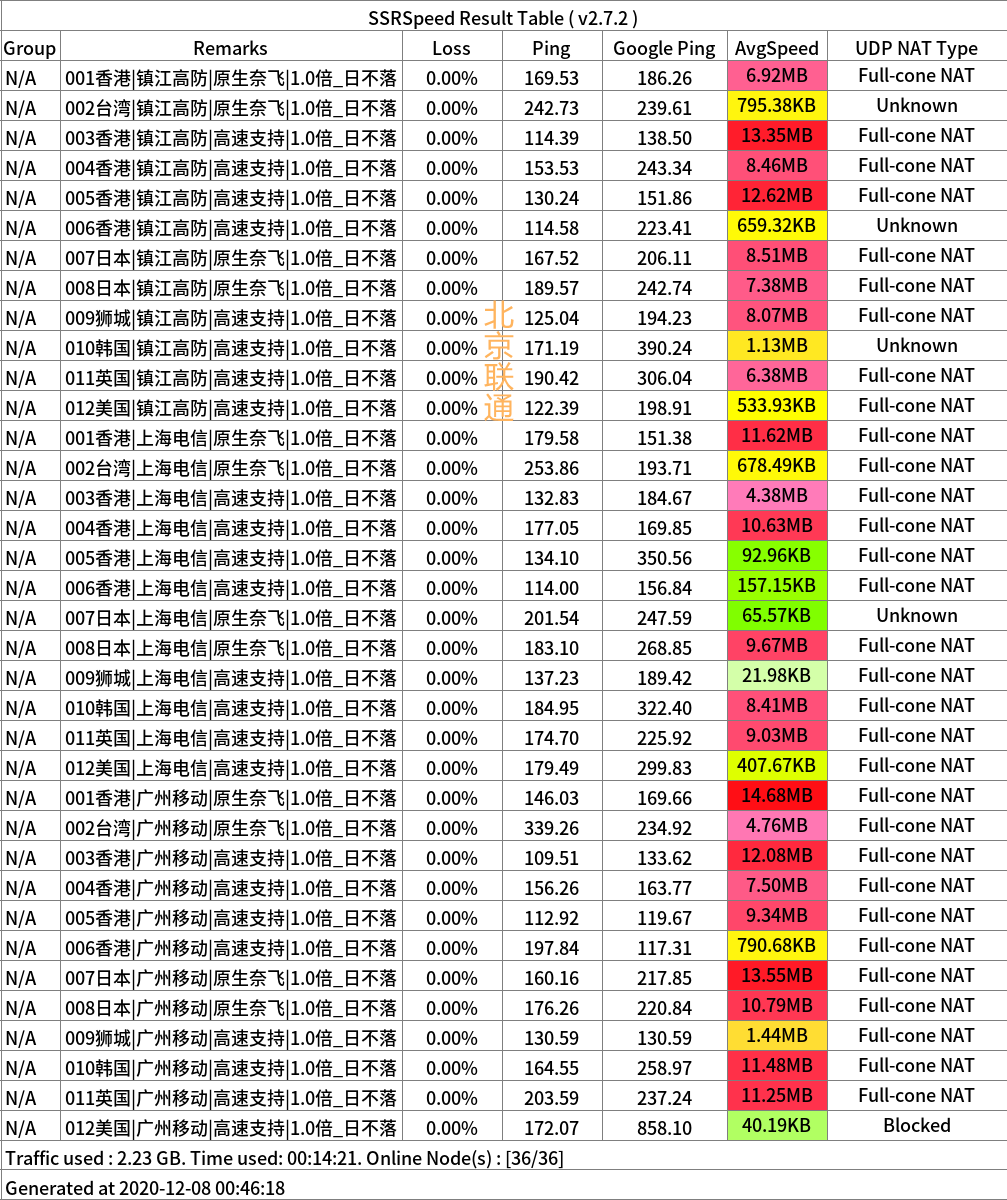 SSRSpeed Result Table ( v2.7.2 )
Group Remarks Loss Ping Google Ping AvgSpeed UDP NAT Type
N/A 001香港|镇江高防|原生奈飞|1.0倍_日不落 0.00% 169.53 186.26 6.92MB Full-cone NAT
N/A 002台湾|镇江高防|原生奈飞|1.0倍_日不落 0.00% 242.73 239.61 795.38KB Unknown
N/A 003香港|镇江高防|高速支持|1.0倍_日不落 0.00% 114.39 138.50 13.35MB Full-cone NAT
N/A 004香港|镇江高防|高速支持|1.0倍_日不落 0.00% 153.53 243.34 8.46MB Full-cone NAT
N/A 005香港|镇江高防|高速支持|1.0倍_日不落 0.00% 130.24 151.86 12.62MB Full-cone NAT
N/A 006香港|镇江高防|高速支持|1.0倍_日不落 0.00% 114.58 223.41 659.32KB Unknown
N/A 007日本|镇江高防|原生奈飞|1.0倍_日不落 0.00% 167.52 206.11 8.51MB Full-cone NAT
N/A 008日本|镇江高防|原生奈飞|1.0倍_日不落 0.00% 189.57 242.74 7.38MB Full-cone NAT
N/A 009狮城|镇江高防|高速支持|1.0倍_日不落 0.00% 125.04 194.23 8.07MB Full-cone NAT
N/A 010韩国|镇江高防|高速支持|1.0倍_日不落 0.00% 171.19 390.24 1.13MB Unknown
N/A 011英国|镇江高防|高速支持|1.0倍_日不落 0.00% 190.42 306.04 6.38MB Full-cone NAT
N/A 012美国|镇江高防|高速支持|1.0倍_日不落 0.00% 122.39 198.91 533.93KB Full-cone NAT
北京联通
N/A 001香港|上海电信|原生奈飞|1.0倍_日不落 0.00% 179.58 151.38 11.62MB Full-cone NAT
N/A 002台湾|上海电信|原生奈飞|1.0倍_日不落 0.00% 253.86 193.71 678.49KB Full-cone NAT
N/A 003香港|上海电信|高速支持|1.0倍_日不落 0.00% 132.83 184.67 4.38MB Full-cone NAT
N/A 004香港|上海电信|高速支持|1.0倍_日不落 0.00% 177.05 169.85 10.63MB Full-cone NAT
N/A 005香港|上海电信|高速支持|1.0倍_日不落 0.00% 134.10 350.56 92.96KB Full-cone NAT
N/A 006香港|上海电信|高速支持|1.0倍_日不落 0.00% 114.00 156.84 157.15KB Full-cone NAT
N/A 007日本|上海电信|原生奈飞|1.0倍_日不落 0.00% 201.54 247.59 65.57KB Unknown
N/A 008日本|上海电信|原生奈飞|1.0倍_日不落 0.00% 183.10 268.85 9.67MB Full-cone NAT
N/A 009狮城|上海电信|高速支持|1.0倍_日不落 0.00% 137.23 189.42 21.98KB Full-cone NAT
N/A 010韩国|上海电信|高速支持|1.0倍_日不落 0.00% 184.95 322.40 8.41MB Full-cone NAT
N/A 011英国|上海电信|高速支持|1.0倍_日不落 0.00% 174.70 225.92 9.03MB Full-cone NAT
N/A 012美国|上海电信|高速支持|1.0倍_日不落 0.00% 179.49 299.83 407.67KB Full-cone NAT
N/A 001香港|广州移动|原生奈飞|1.0倍_日不落 0.00% 146.03 169.66 14.68MB Full-cone NAT
N/A 002台湾|广州移动|原生奈飞|1.0倍_日不落 0.00% 339.26 234.92 4.76MB Full-cone NAT
N/A 003香港|广州移动|高速支持|1.0倍_日不落 0.00% 109.51 133.62 12.08MB Full-cone NAT
N/A 004香港|广州移动|高速支持|1.0倍_日不落 0.00% 156.26 163.77 7.50MB Full-cone NAT
N/A 005香港|广州移动|高速支持|1.0倍_日不落 0.00% 112.92 119.67 9.34MB Full-cone NAT
N/A 006香港|广州移动|高速支持|1.0倍_日不落 0.00% 197.84 117.31 790.68KB Full-cone NAT
N/A 007日本|广州移动|原生奈飞|1.0倍_日不落 0.00% 160.16 217.85 13.55MB Full-cone NAT
N/A 008日本|广州移动|原生奈飞|1.0倍_日不落 0.00% 176.26 220.84 10.79MB Full-cone NAT
N/A 009狮城|广州移动|高速支持|1.0倍_日不落 0.00% 130.59 130.59 1.44MB Full-cone NAT
N/A 010韩国|广州移动|高速支持|1.0倍_日不落 0.00% 164.55 258.97 11.48MB Full-cone NAT
N/A 011英国|广州移动|高速支持|1.0倍_日不落 0.00% 203.59 237.24 11.25MB Full-cone NAT
N/A 012美国|广州移动|高速支持|1.0倍_日不落 0.00% 172.07 858.10 40.19KB Blocked
Traffic used : 2.23 GB. Time used: 00:14:21. Online Node(s) : [36/36]
Generated at 2020-12-08 00:46:18